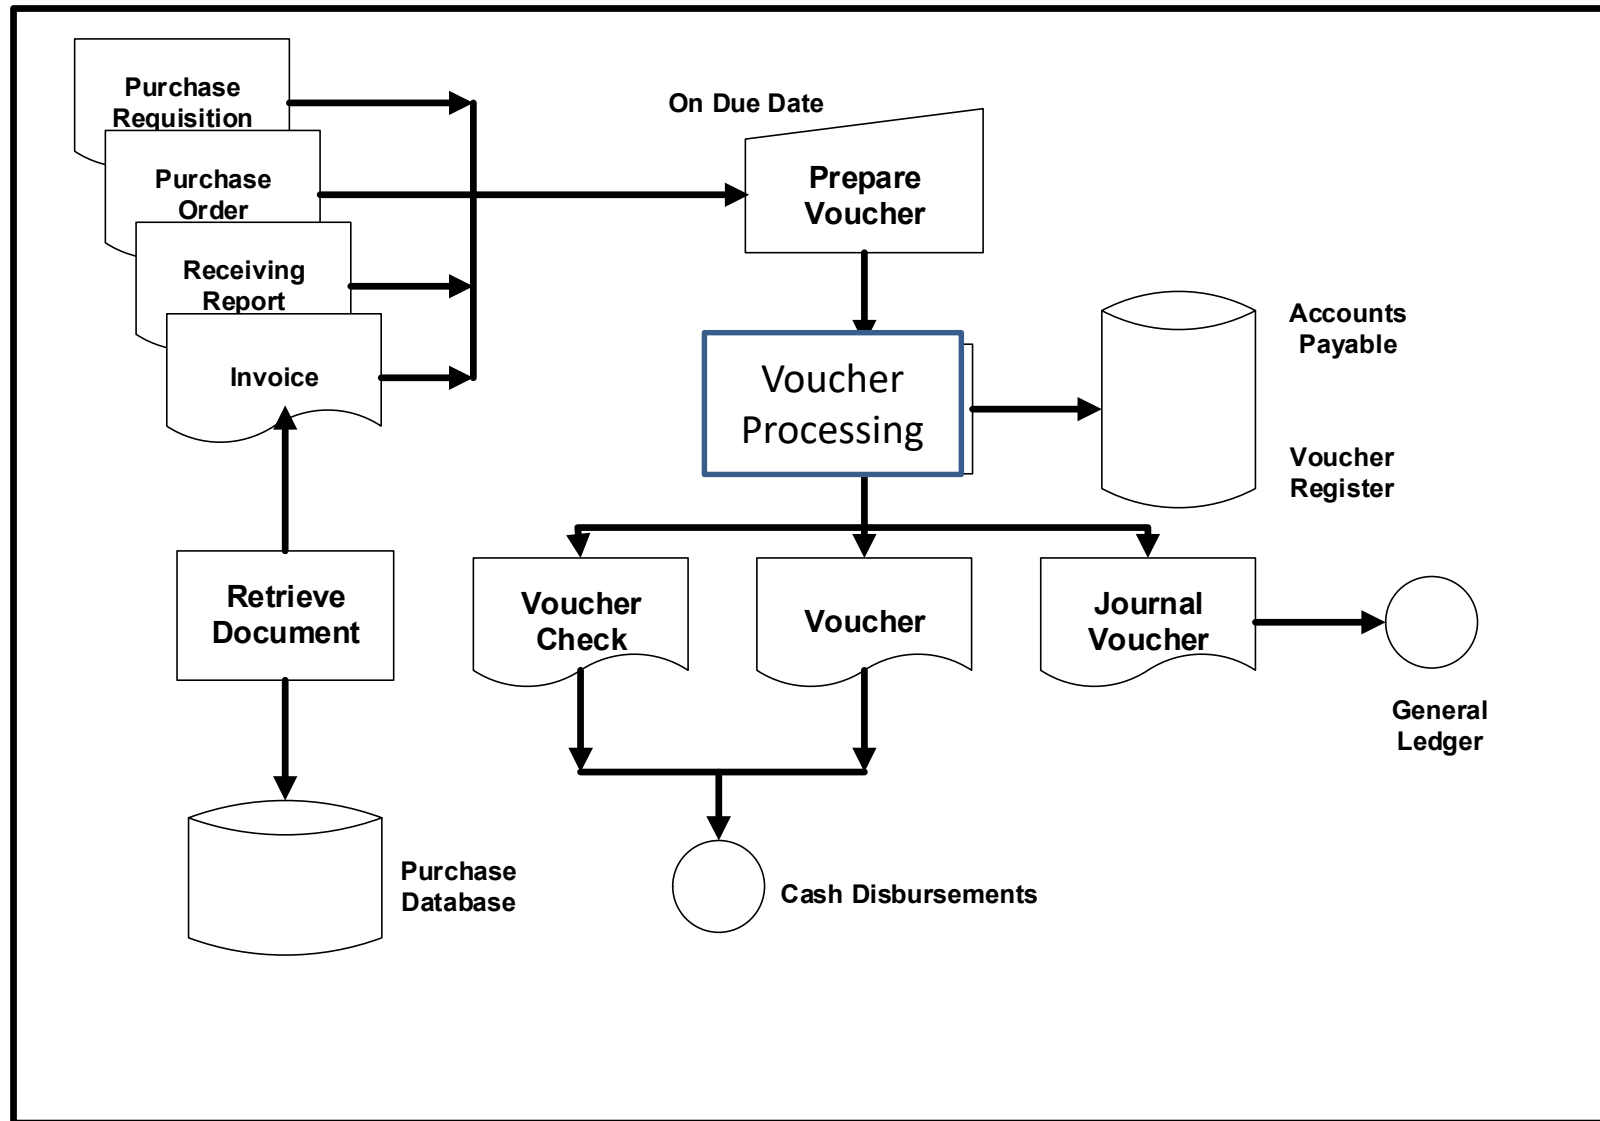 Purchase
Requisition
Purchase
Order
Receiving
Report
Invoice
On Due Date
Prepare
Voucher
Voucher
Processing
Accounts
Payable
Voucher
Register
Retrieve
Document
Voucher
Check
Voucher
Journal
Voucher
General
Ledger
Purchase
Database
Cash Disbursements